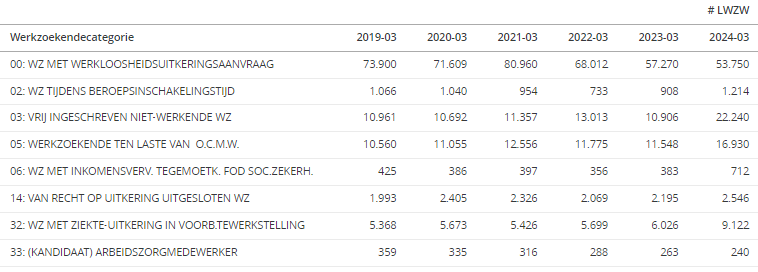 # LWZW
Werkzoekendecategorie 2019-03 2020-03 2021-03 2022-03 2023-03 2024-03
00: WZ MET WERKLOOSHEIDSUITKERINGSAANVRAAG 73.900 71.609 80.960 68.012 57.270 53.750
02: WZ TIJDENS BEROEPSINSCHAKELINGSTIJD 1.066 1.040 954 733 908 1.214
03: VRIJ INGESCHREVEN NIET-WERKENDE WZ 10.961 10.692 11.357 13.013 10.906 22.240
05: WERKZOEKENDE TEN LASTE VAN O.C.M.W. 10.560 11.055 12.556 11.775 11.548 16.930
06: WZ MET INKOMENSVERV. TEGEMOETK. FOD SOC.ZEKERH. 425 386 397 356 383 712
14: VAN RECHT OP UITKERING UITGESLOTEN WZ 1.993 2.405 2.326 2.069 2.195 2.546
32: WZ MET ZIEKTE-UITKERING IN VOORB.TEWERKSTELLING 5.368 5.673 5.426 5.699 6.026 9.122
33: (KANDIDAAT) ARBEIDSZORGMEDEWERKER 359 335 316 288 263 240